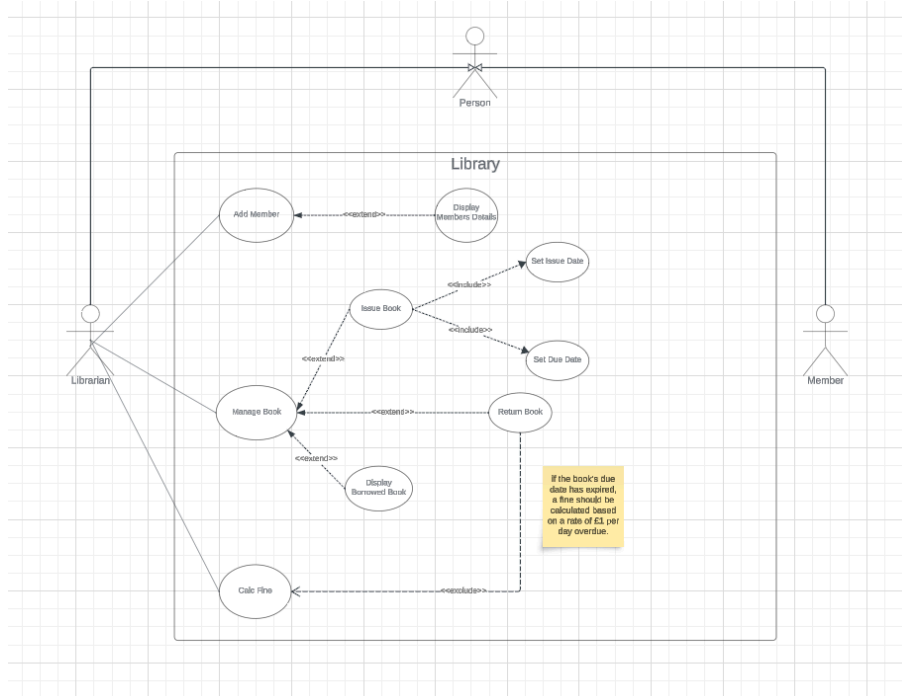 Person
Library
Add Member
<<extend>>
Display
Members Details
Set Issue Date
<<include>>
Issue Book
<<include>>
Set Due Date
<<extend>>
Librarian
Member
Manage Book
<<extend>>
Return Book
<<extend>>
Display
Borrowed Book
If the book's due
date has expired,
a fine should be
calculated based
on a rate of £1 per
day overdue.
Calc Fine
<<exclude>>